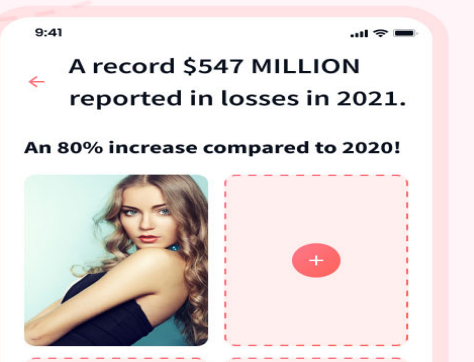 9:41
A record $547 MILLION
reported in losses in 2021.
An 80% increase compared to 2020!